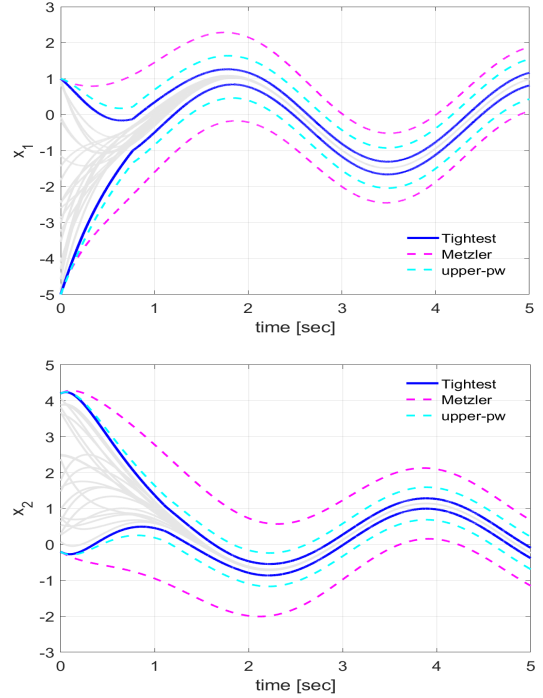 3
2
1
0
-1
-2
-3
-4
-5
x1
Tightest
Metzler
upper-pw
0 1 2 3 4 5
time [sec]
5
4
3
2
1
0
-1
-2
-3
x2
Tightest
Metzler
upper-pw
0 1 2 3 4 5
time [sec]